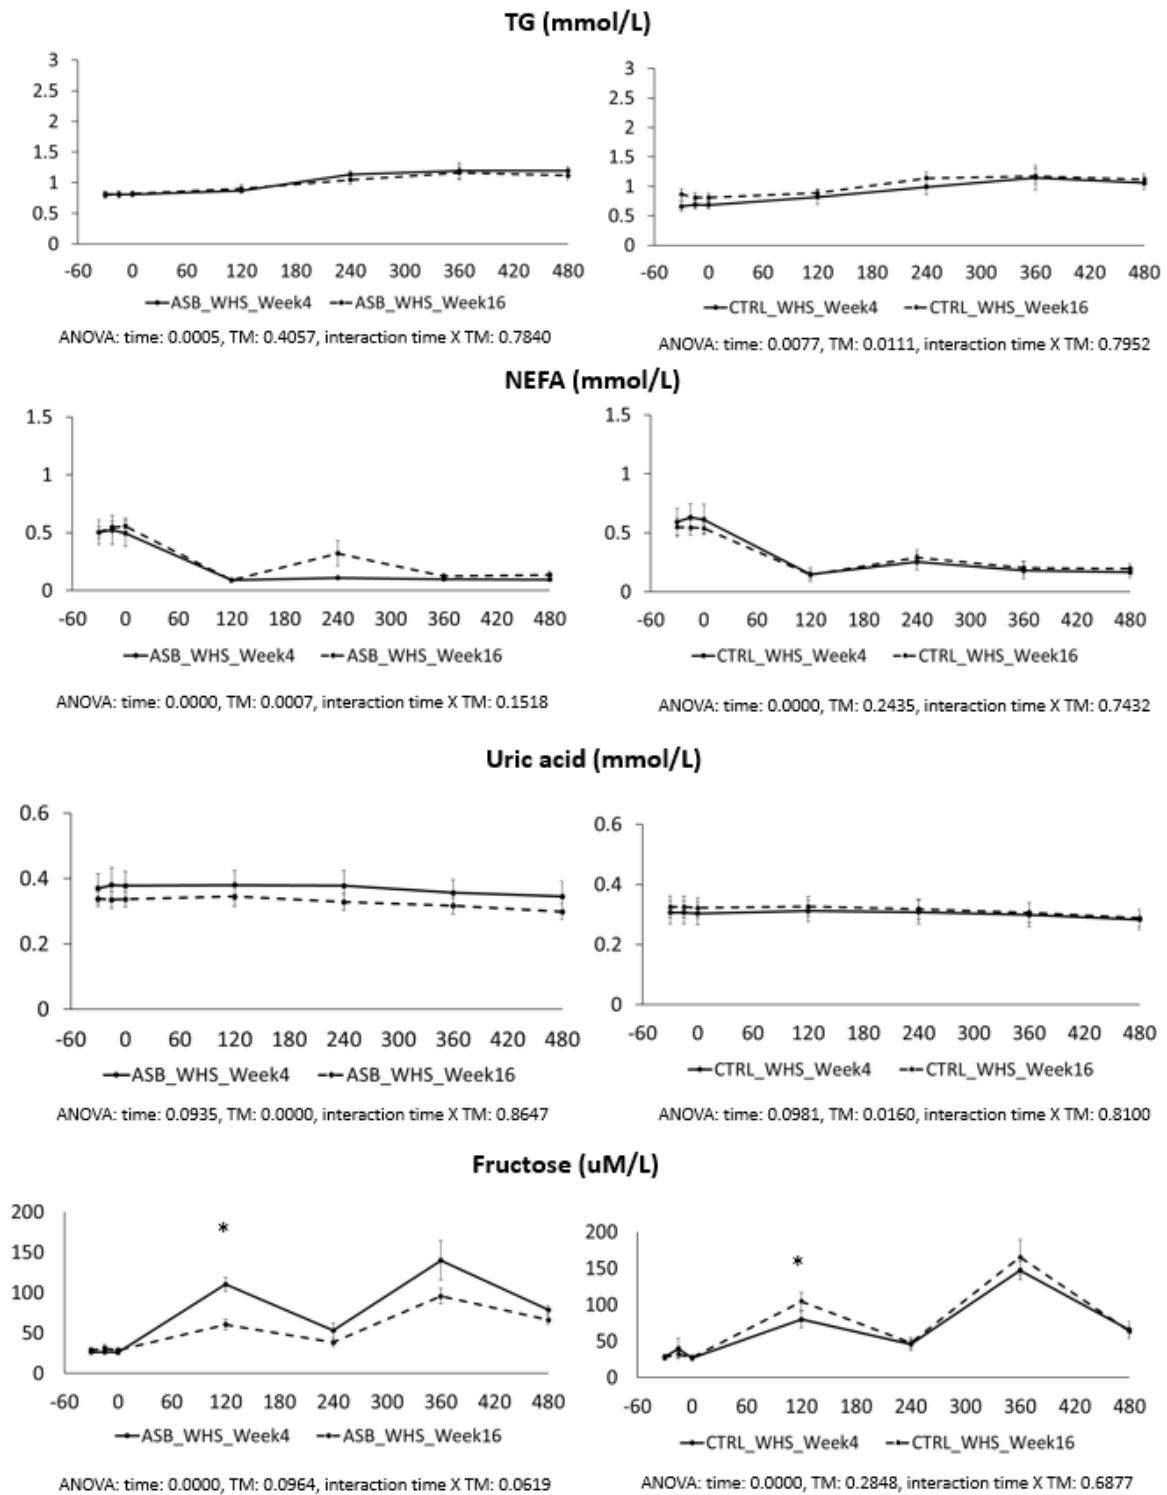 TG (mmol/L)
3
2.5
2
1.5
1
0.5
0
-60 0 60 120 180 240 300 360 420 480
ASB_WHS_Week4 ASB_WHS_Week16
ANOVA: time: 0.0005, TM: 0.4057, interaction time X TM: 0.7840
3
2.5
2
1.5
1
0.5
0
-60 0 60 120 180 240 300 360 420 480
CTRL_WHS_Week4 CTRL_WHS_Week16
ANOVA: time: 0.0077, TM: 0.0111, interaction time X TM: 0.7952
NEFA (mmol/L)
1.5
1
0.5
0
-60 0 60 120 180 240 300 360 420 480
ASB_WHS_Week4 ASB_WHS_Week16
ANOVA: time: 0.0000, TM: 0.0007, interaction time X TM: 0.1518
1.5
1
0.5
0
-60 0 60 120 180 240 300 360 420 480
CTRL_WHS_Week4 CTRL_WHS_Week16
ANOVA: time: 0.0000, TM: 0.2435, interaction time X TM: 0.7432
Uric acid (mmol/L)
0.6
0.4
0.2
0
-60 0 60 120 180 240 300 360 420 480
ASB_WHS_Week4 ASB_WHS_Week16
ANOVA: time: 0.0935, TM: 0.0000, interaction time X TM: 0.8647
0.6
0.4
0.2
0
-60 0 60 120 180 240 300 360 420 480
CTRL_WHS_Week4 CTRL_WHS_Week16
ANOVA: time: 0.0981, TM: 0.0160, interaction time X TM: 0.8100
Fructose (uM/L)
200
*
150
100
50
0
-60 0 60 120 180 240 300 360 420 480
ASB_WHS_Week4 ASB_WHS_Week16
ANOVA: time: 0.0000, TM: 0.0964, interaction time X TM: 0.0619
200
*
150
100
50
0
-60 0 60 120 180 240 300 360 420 480
CTRL_WHS_Week4 CTRL_WHS_Week16
ANOVA: time: 0.0000, TM: 0.2848, interaction time X TM: 0.6877